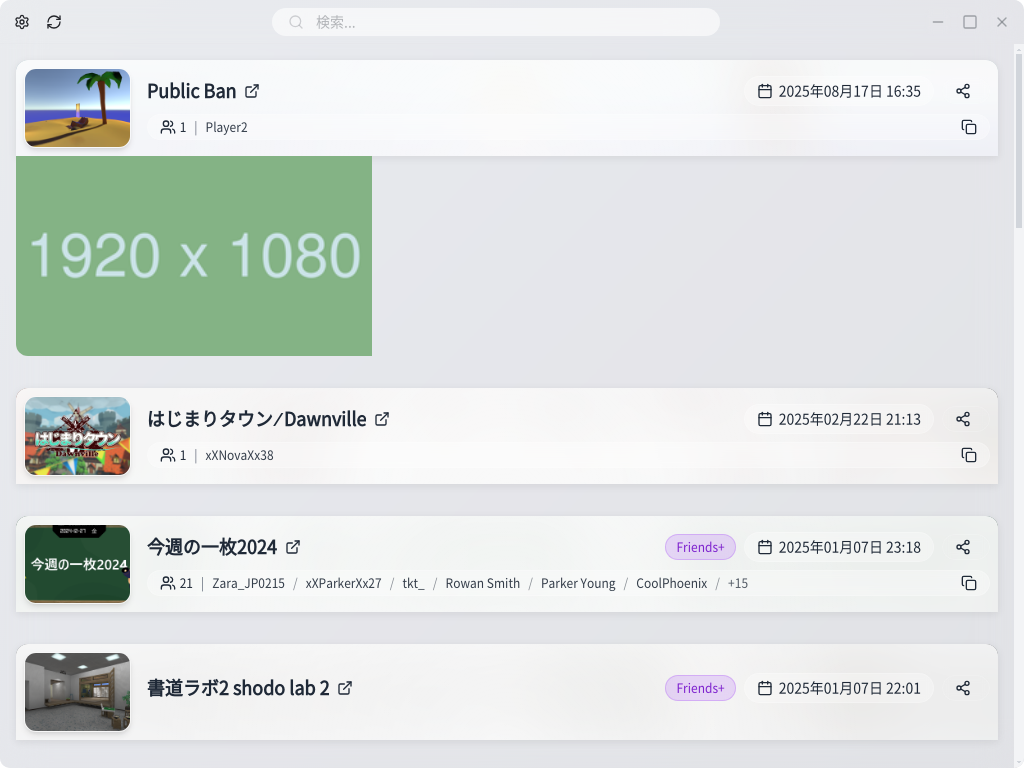 検索...
Public Ban
2025年08月17日 16:35
1 | Player2
1920 x 1080
はじまりタウン
Dawnville
はじまりタウン/Dawnville
2025年02月22日 21:13
1 | xXNovaXx38
今週の一枚2024
今週の一枚2024
Friends+
2025年01月07日 23:18
21 | Zara_JP0215 / xXParkerXx27 / tkt_ / Rowan Smith / Parker Young / CoolPhoenix / +15
書道ラボ2 shodo lab 2
Friends+
2025年01月07日 22:01